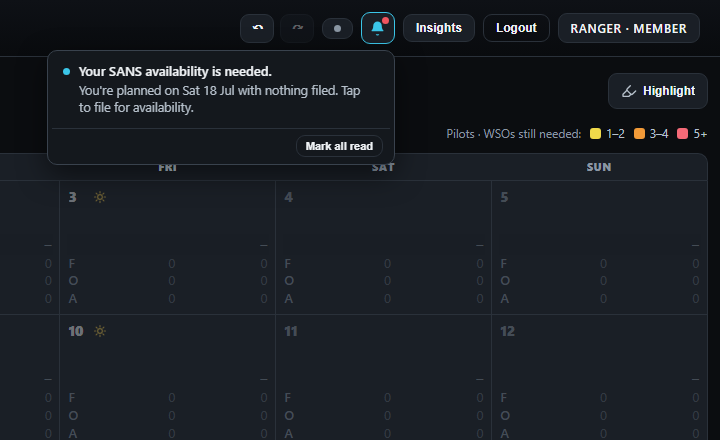 Insights
Logout
RANGER · MEMBER
Your SANS availability is needed.
You're planned on Sat 18 Jul with nothing filed. Tap
to file for availability.
Mark all read
Highlight
Pilots · WSOs still needed: 1–2 3–4 5+
FRI SAT SUN
3 4 5
– – – –
0 F 0 0 F 0 0 F 0 0
0 O 0 0 O 0 0 O 0 0
0 A 0 0 A 0 0 A 0 0
10 11 12
– – – –
0 F 0 0 F 0 0 F 0 0
0 O 0 0 O 0 0 O 0 0
0 A 0 0 A 0 0 A 0 0